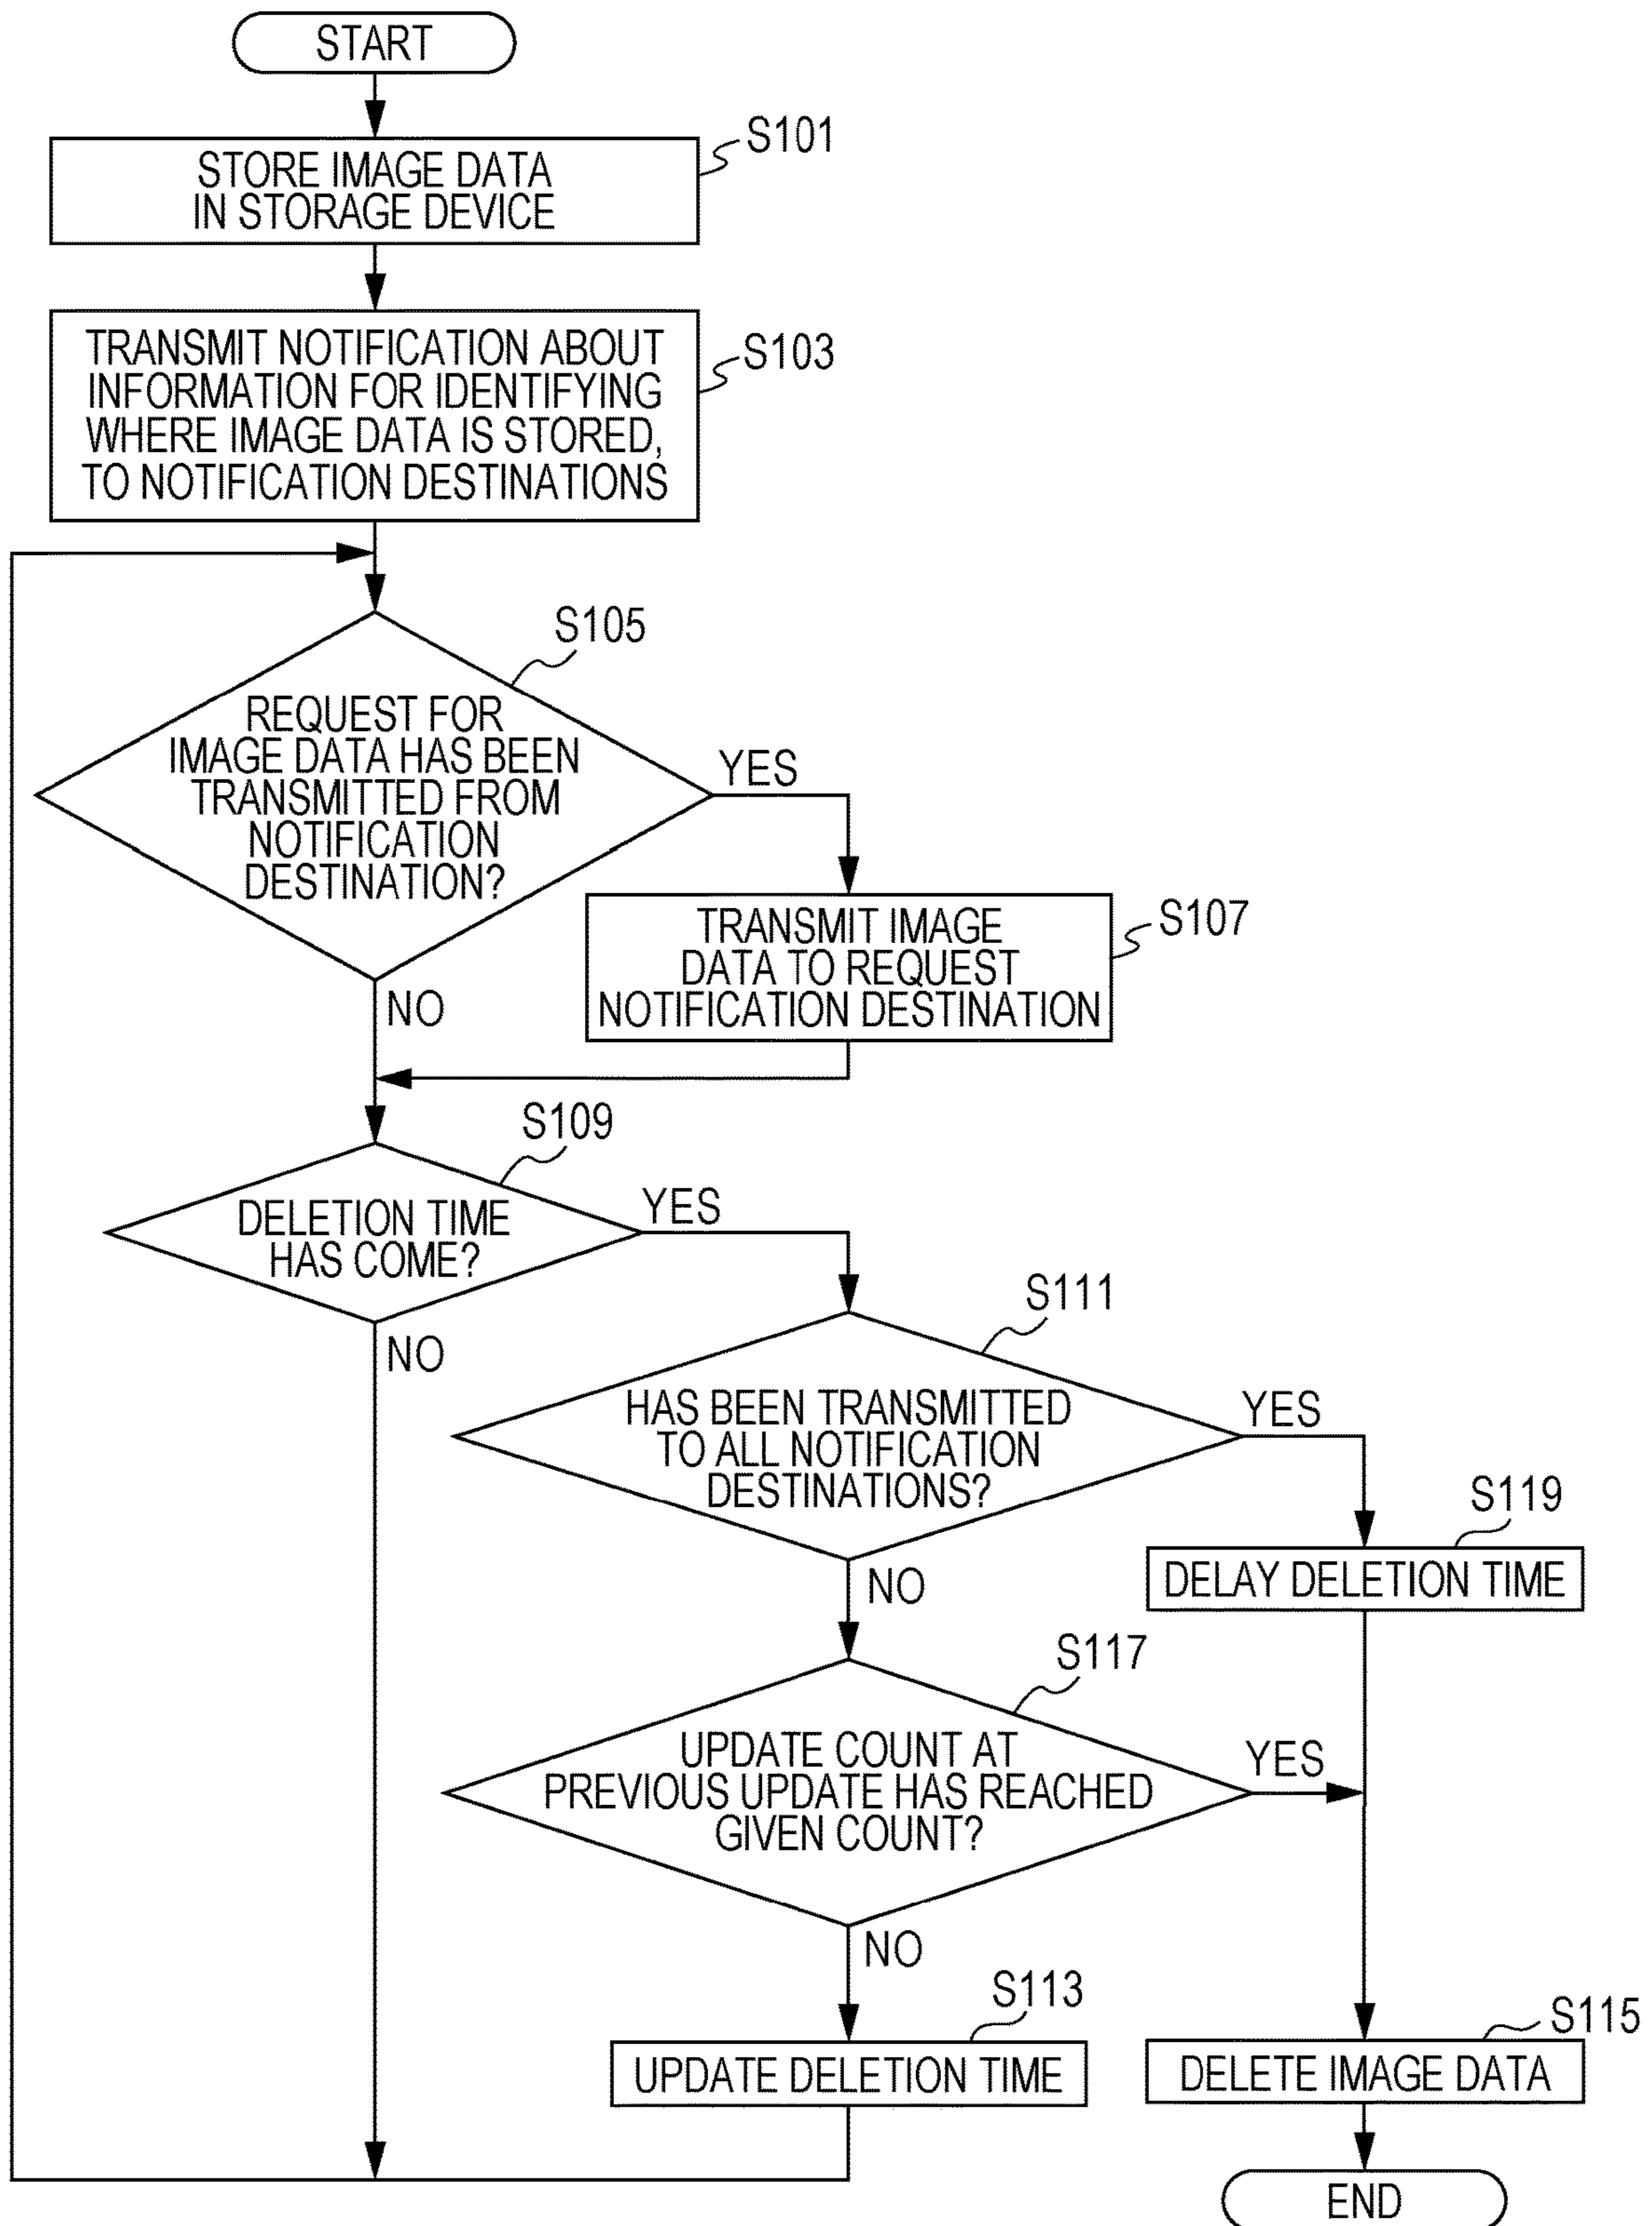 START
S101
STORE IMAGE DATA
IN STORAGE DEVICE
S103
TRANSMIT NOTIFICATION ABOUT
INFORMATION FOR IDENTIFYING
WHERE IMAGE DATA IS STORED,
TO NOTIFICATION DESTINATIONS
S105
REQUEST FOR
IMAGE DATA HAS BEEN
TRANSMITTED FROM
NOTIFICATION
DESTINATION?
YES
NO
S107
TRANSMIT IMAGE
DATA TO REQUEST
NOTIFICATION DESTINATION
S109
DELETION TIME
HAS COME?
YES
NO
S111
HAS BEEN TRANSMITTED
TO ALL NOTIFICATION
DESTINATIONS?
YES
NO
S119
DELAY DELETION TIME
S117
UPDATE COUNT AT
PREVIOUS UPDATE HAS REACHED
GIVEN COUNT?
YES
NO
S113
UPDATE DELETION TIME
S115
DELETE IMAGE DATA
END